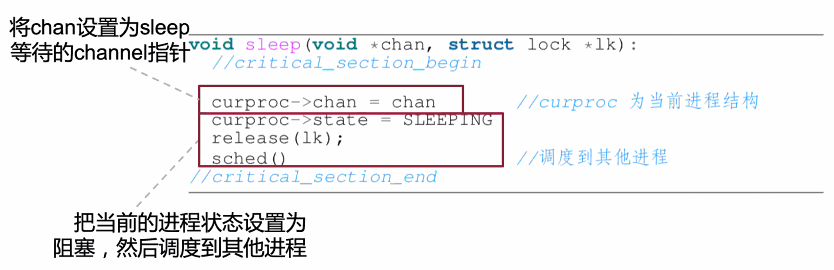 将chan设置为sleep
等待的channel指针
void sleep(void *chan, struct lock *lk):
//critical_section_begin
curproc->chan = chan //curproc 为当前进程结构
curproc->state = SLEEPING
release(lk);
sched() //调度到其他进程
//critical_section_end
把当前的进程状态设置为
阻塞，然后调度到其他进程